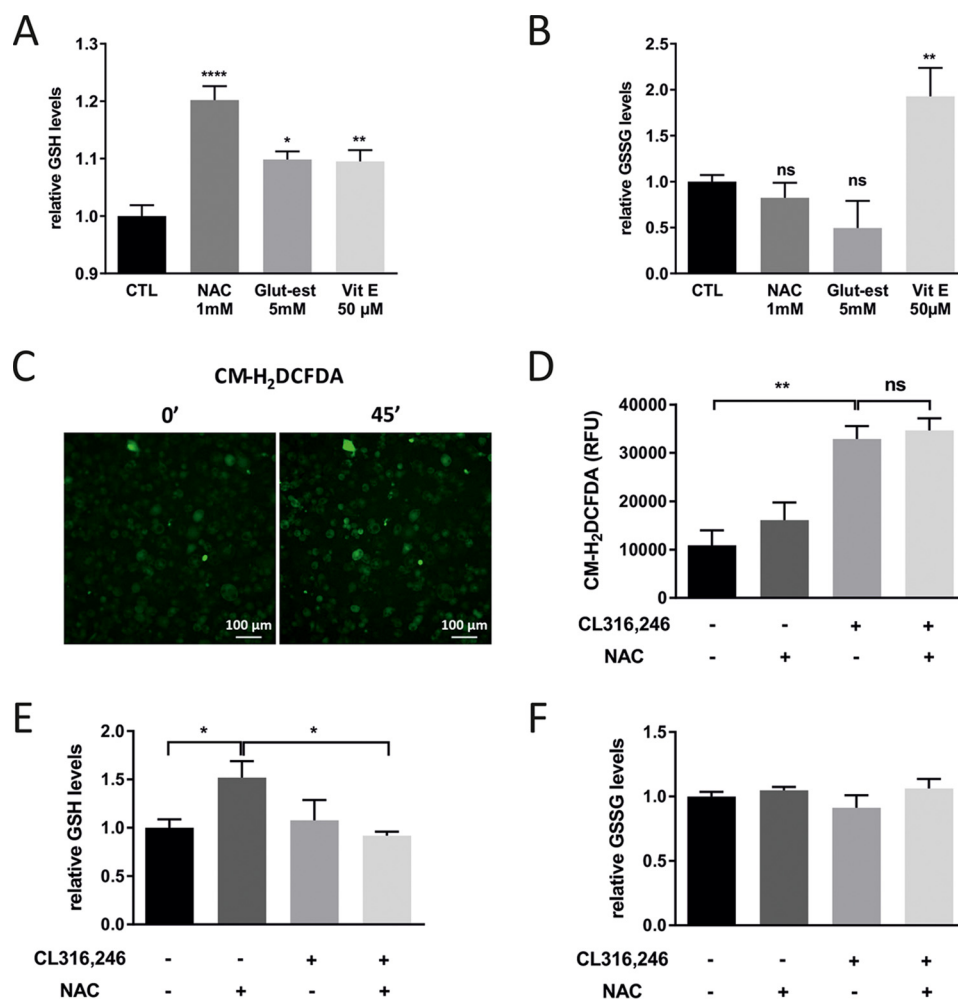 A
relative GSH levels
1.3
1.2
1.1
1.0
0.9
****
*
**
CTL
NAC
1mM
Glut-est
5mM
Vit E
50 µM
B
relative GSSG levels
2.5
2.0
1.5
1.0
0.5
0.0
ns
ns
**
CTL
NAC
1mM
Glut-est
5mM
Vit E
50µM
C
CM-H₂DCFDA
0'
45'
100 µm
100 µm
D
CM-H₂DCFDA (RFU)
40000
30000
20000
10000
0
**
ns
CL316,246 - - + +
NAC - + - +
E
relative GSH levels
2.0
1.5
1.0
0.5
0.0
*
*
CL316,246 - - + +
NAC - + - +
F
relative GSSG levels
1.5
1.0
0.5
0.0
CL316,246 - - + +
NAC - + - +